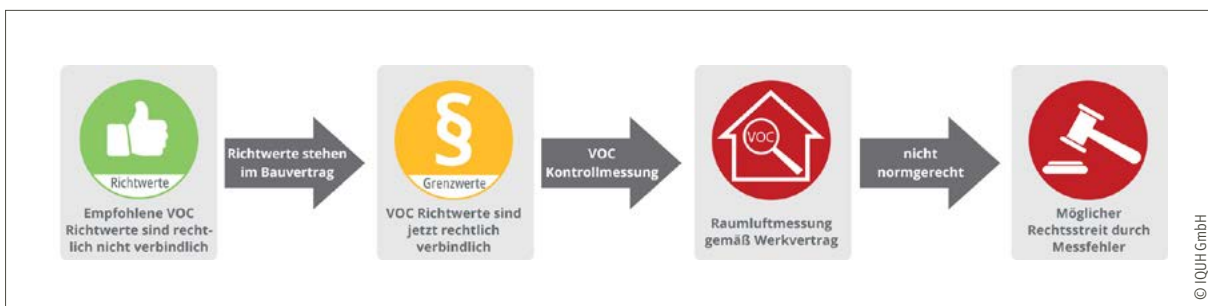 Richtwerte
Empfohlene VOC
Richtwerte sind recht-
lich nicht verbindlich
Richtwerte stehen
im Bauvertrag
§
Grenzwerte
VOC Richtwerte sind
jetzt rechtlich
verbindlich
VOC
Kontrollmessung
VOC
Raumluftmessung
gemäß Werkvertrag
nicht
normgerecht
Möglicher
Rechtsstreit durch
Messfehler
© IQUH GmbH